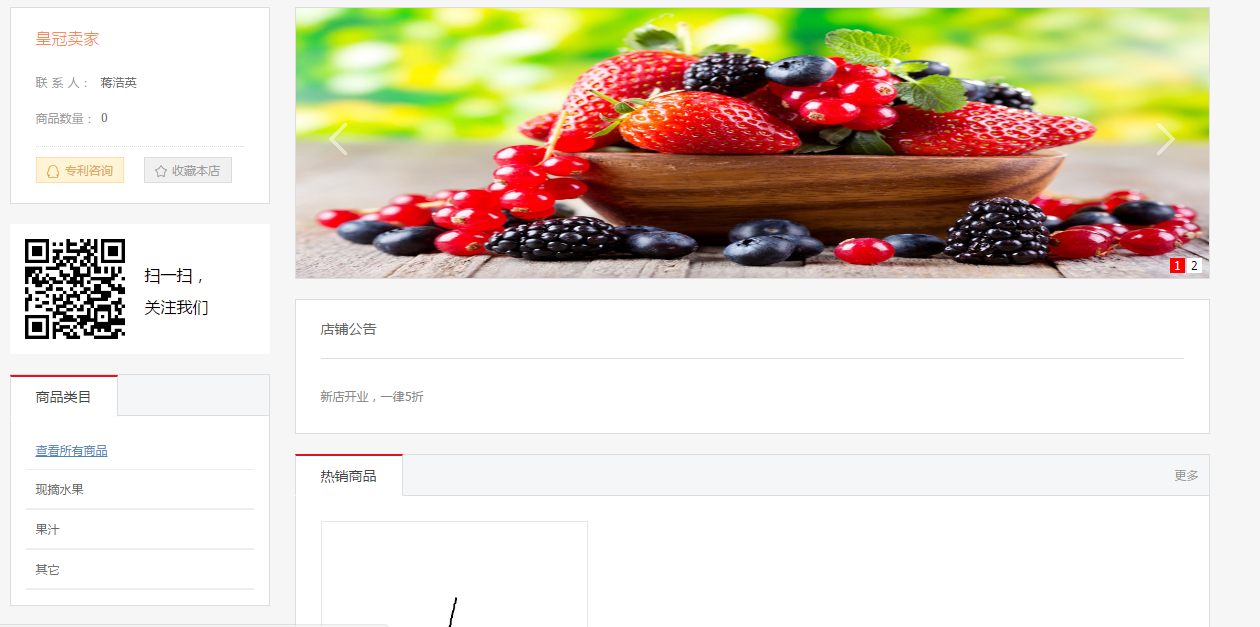 皇冠卖家
联 系 人： 蒋浩英
商品数量： 0
专利咨询 收藏本店
扫一扫，
关注我们
商品类目
查看所有商品
现摘水果
果汁
其它
1 2
店铺公告
新店开业，一律5折
热销商品
更多